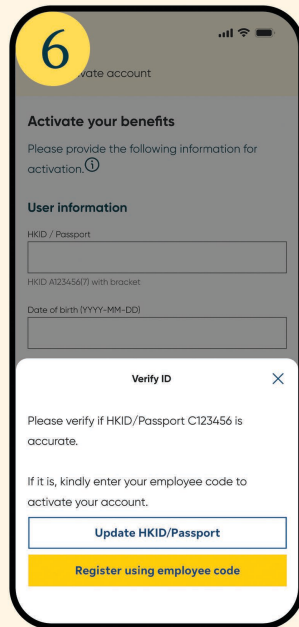 6
vate account
Activate your benefits
Please provide the following information for
activation. i
User information
HKID / Passport
HKID A123456(7) with bracket
Date of birth (YYYY-MM-DD)
Verify ID
Please verify if HKID/Passport C123456 is
accurate.
If it is, kindly enter your employee code to
activate your account.
Update HKID/Passport
Register using employee code